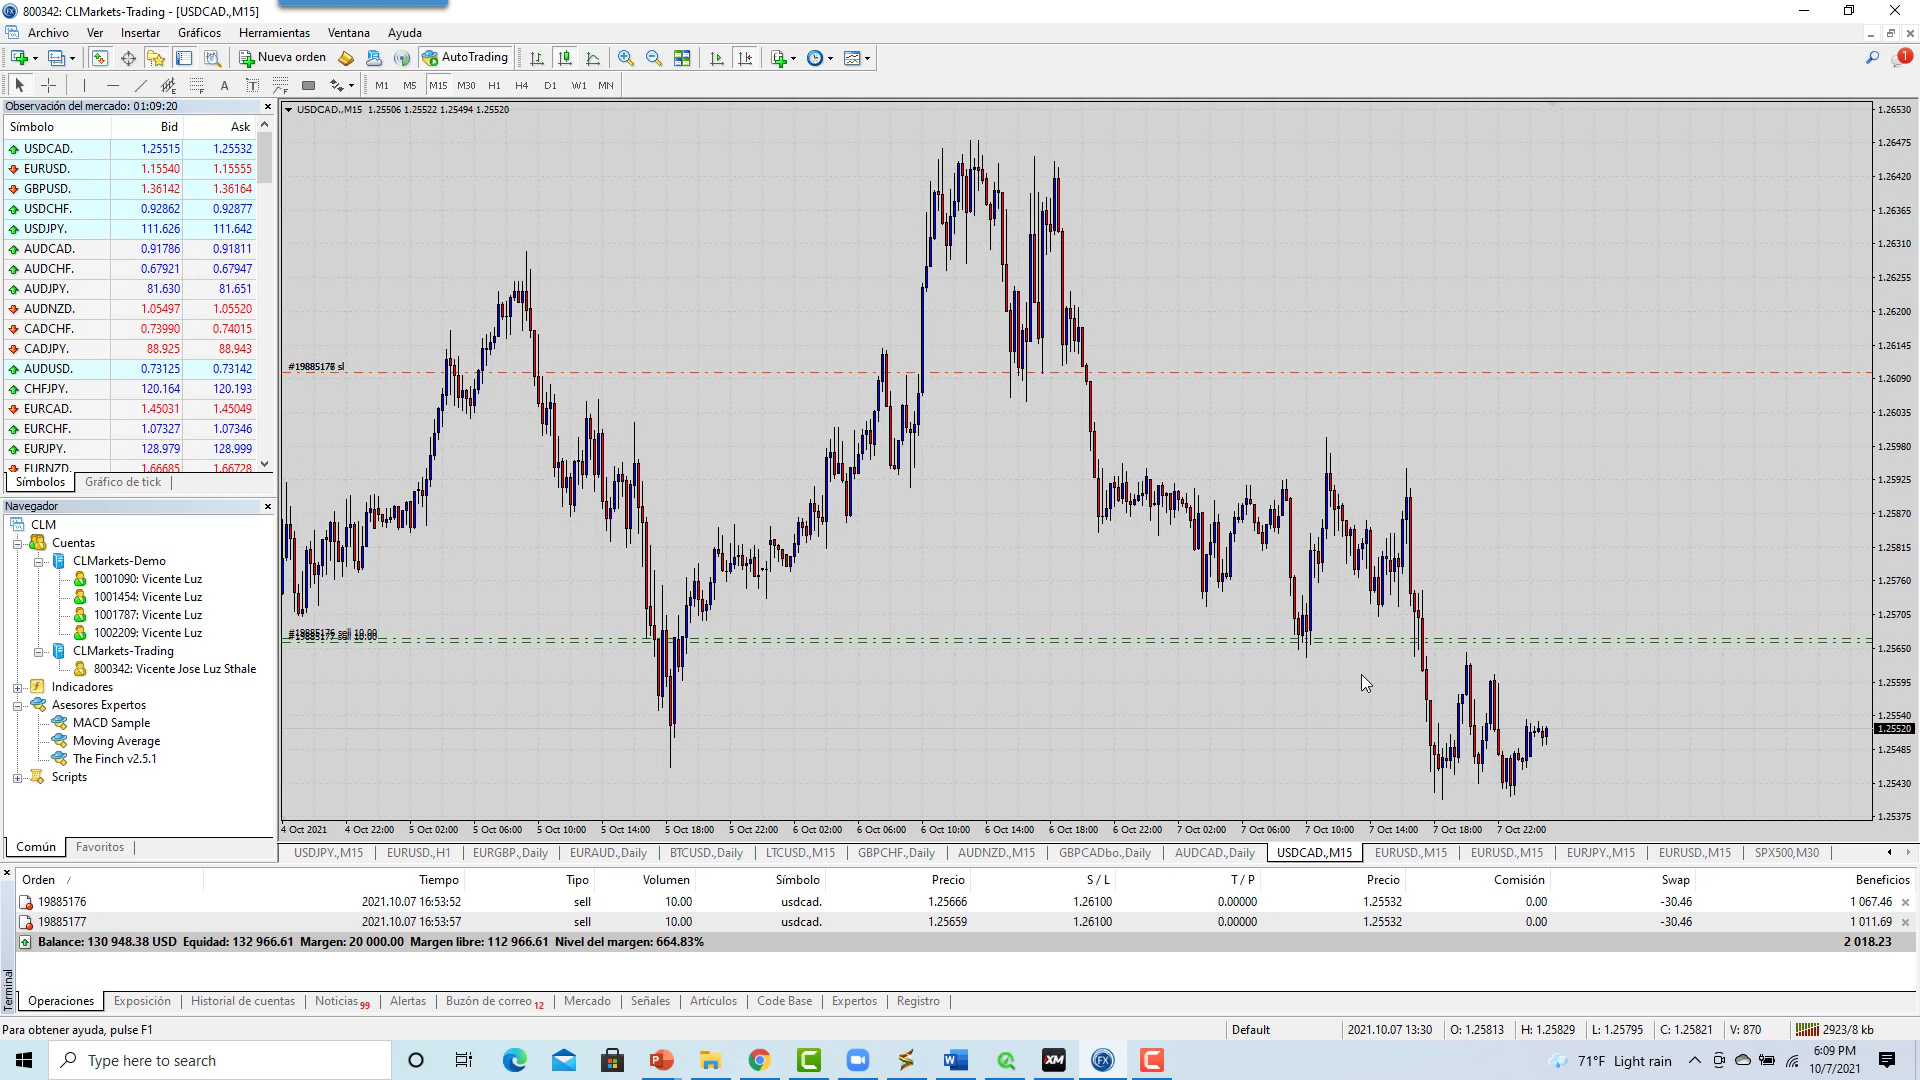 800342: CLMarkets-Trading - [USDCAD.,M15]
Archivo Ver Insertar Gráficos Herramientas Ventana Ayuda
Nueva orden AutoTrading 1
A T M1 M5 M15 M30 H1 H4 D1 W1 MN
Observación del mercado: 01:09:20
Símbolo Bid Ask
USDCAD. 1.25515 1.25532
EURUSD. 1.15540 1.15555
GBPUSD. 1.36142 1.36164
USDCHF. 0.92862 0.92877
USDJPY. 111.626 111.642
AUDCAD. 0.91786 0.91811
AUDCHF. 0.67921 0.67947
AUDJPY. 81.630 81.651
AUDNZD. 1.05497 1.05520
CADCHF. 0.73990 0.74015
CADJPY. 88.925 88.943
AUDUSD. 0.73125 0.73142
CHFJPY. 120.164 120.193
EURCAD. 1.45031 1.45049
EURCHF. 1.07327 1.07346
EURJPY. 128.979 128.999
EURNZD. 1.66685 1.66728
Símbolos Gráfico de tick
Navegador
CLM
Cuentas
CLMarkets-Demo
1001090: Vicente Luz
1001454: Vicente Luz
1001787: Vicente Luz
1002209: Vicente Luz
CLMarkets-Trading
800342: Vicente Jose Luz Sthale
Indicadores
Asesores Expertos
MACD Sample
Moving Average
The Finch v2.5.1
Scripts
Común Favoritos
USDCAD.,M15 1.25506 1.25522 1.25494 1.25520
#19885176 sl
#19885176 sell 10.00
#19885177 sell 10.00
1.26530
1.26475
1.26420
1.26365
1.26310
1.26255
1.26200
1.26145
1.26090
1.26035
1.25980
1.25925
1.25870
1.25815
1.25760
1.25705
1.25650
1.25595
1.25540
1.25520
1.25485
1.25430
1.25375
4 Oct 2021 4 Oct 22:00 5 Oct 02:00 5 Oct 06:00 5 Oct 10:00 5 Oct 14:00 5 Oct 18:00 5 Oct 22:00 6 Oct 02:00 6 Oct 06:00 6 Oct 10:00 6 Oct 14:00 6 Oct 18:00 6 Oct 22:00 7 Oct 02:00 7 Oct 06:00 7 Oct 10:00 7 Oct 14:00 7 Oct 18:00 7 Oct 22:00
USDJPY.,M15 EURUSD.,H1 EURGBP.,Daily EURAUD.,Daily BTCUSD.,Daily LTCUSD.,M15 GBPCHF.,Daily AUDNZD.,M15 GBPCADbo.,Daily AUDCAD.,Daily USDCAD.,M15 EURUSD.,M15 EURUSD.,M15 EURJPY.,M15 EURUSD.,M15 SPX500,M30
Orden / Tiempo Tipo Volumen Símbolo Precio S / L T / P Precio Comisión Swap Beneficios
19885176 2021.10.07 16:53:52 sell 10.00 usdcad. 1.25666 1.26100 0.00000 1.25532 0.00 -30.46 1 067.46
19885177 2021.10.07 16:53:57 sell 10.00 usdcad. 1.25659 1.26100 0.00000 1.25532 0.00 -30.46 1 011.69
Balance: 130 948.38 USD Equidad: 132 966.61 Margen: 20 000.00 Margen libre: 112 966.61 Nivel del margen: 664.83% 2 018.23
Terminal
Operaciones Exposición Historial de cuentas Noticias 99 Alertas Buzón de correo 12 Mercado Señales Artículos Code Base Expertos Registro
Para obtener ayuda, pulse F1 Default 2021.10.07 13:30 O: 1.25813 H: 1.25829 L: 1.25795 C: 1.25821 V: 870 2923/8 kb
Type here to search XM FX 71°F Light rain 6:09 PM
10/7/2021